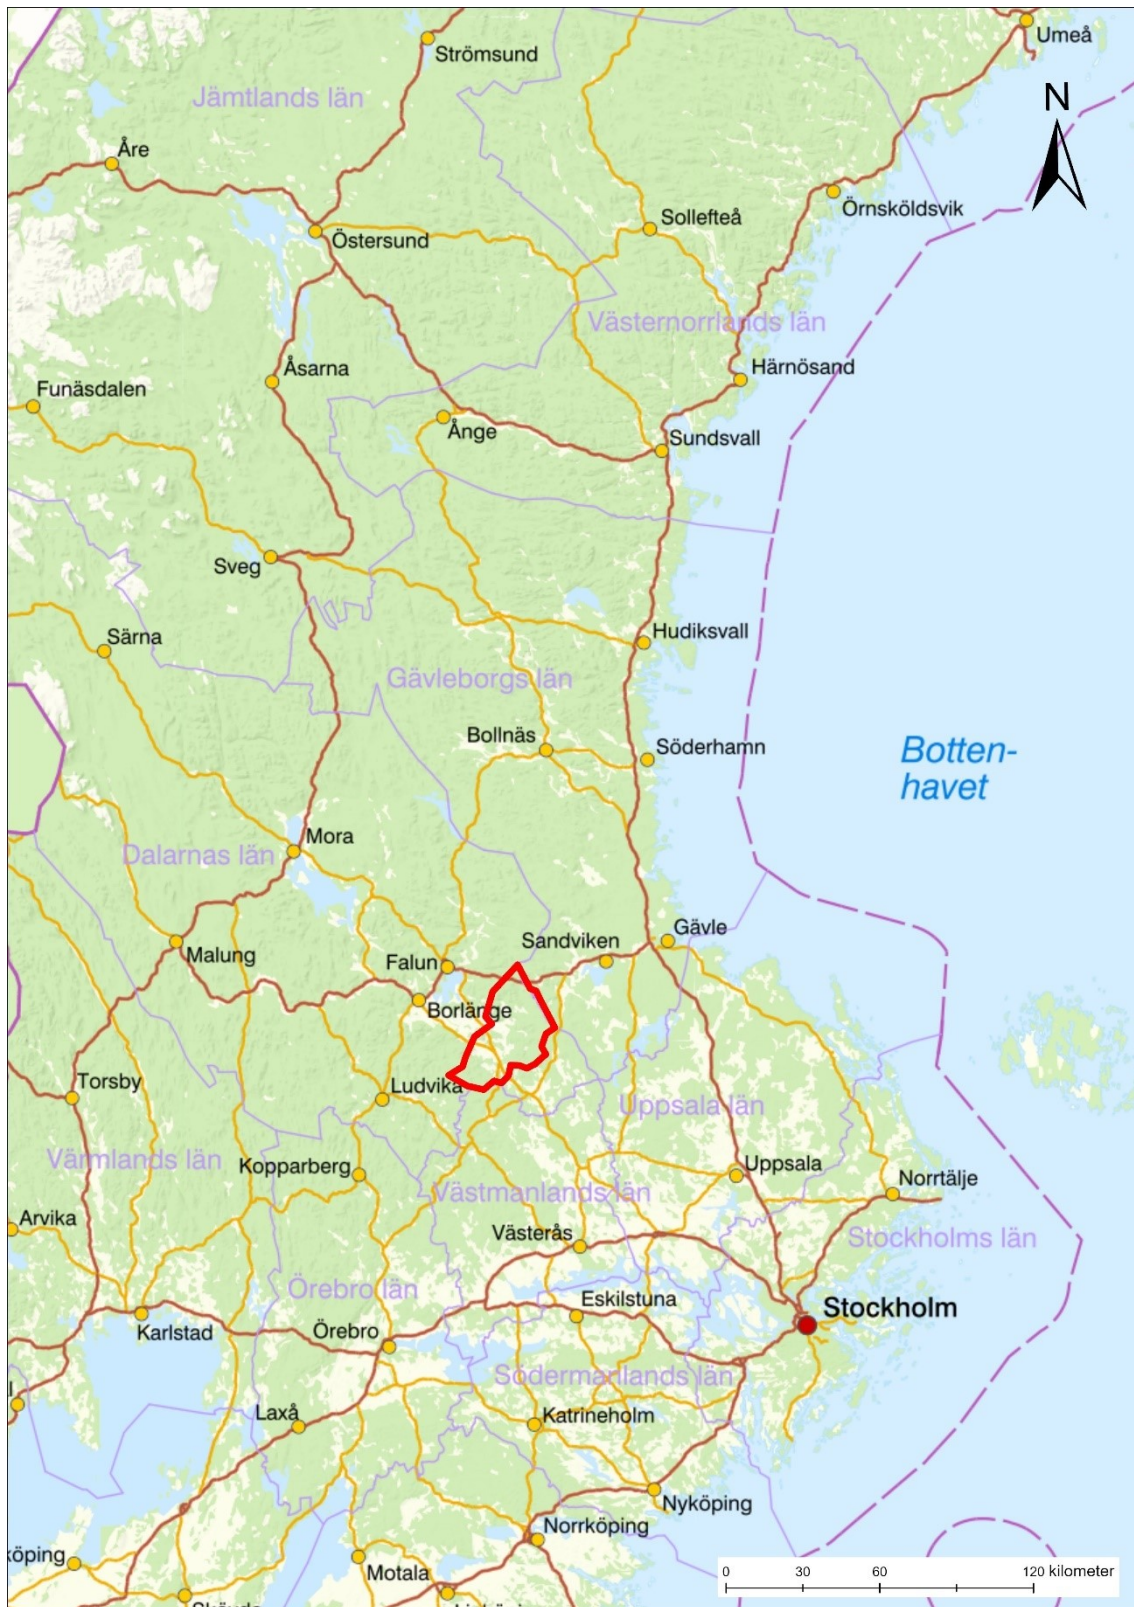 Umeå
Strömsund
Jämtlands län
N
Åre
Sollefteå
Örnsköldsvik
Östersund
Västernorrlands län
Åsarna
Härnösand
Funäsdalen
Ånge
Sundsvall
Sveg
Särna
Hudiksvall
Gävleborgs län
Bollnäs
Söderhamn
Botten-
havet
Mora
Dalarnas län
Malung
Sandviken
Gävle
Falun
Borlänge
Torsby
Ludvika
Uppsala län
Värmlands län
Kopparberg
Uppsala
Norrtälje
Västmanlands län
Arvika
Västerås
Stockholms län
Örebro län
Eskilstuna
Stockholm
Karlstad
Örebro
Södermanlands län
l
Laxå
Katrineholm
Nyköping
Norrköping
köping
Motala
0 30 60 120 kilometer